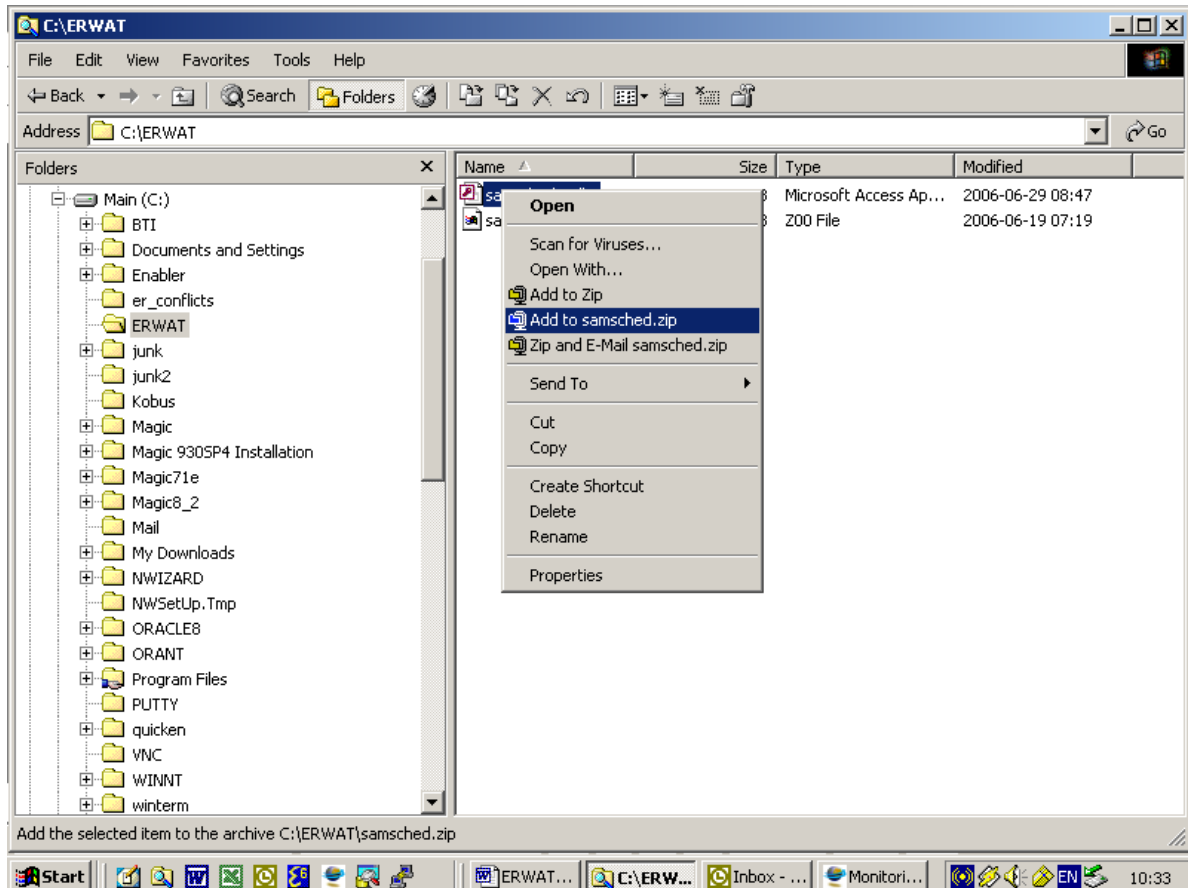 C:\ERWAT
File Edit View Favorites Tools Help
Back Search Folders
Address C:\ERWAT Go
Folders
Name Size Type Modified
Main (C:)
BTI
Documents and Settings
Enabler
er_conflicts
ERWAT
junk
junk2
Kobus
Magic
Magic 930SP4 Installation
Magic71e
Magic8_2
Mail
My Downloads
NWIZARD
NWSetUp.Tmp
ORACLE8
ORANT
Program Files
PUTTY
quicken
VNC
WINNT
winterm
Microsoft Access Ap... 2006-06-29 08:47
sa Z00 File 2006-06-19 07:19
Open
Scan for Viruses...
Open With...
Add to Zip
Add to samsched.zip
Zip and E-Mail samsched.zip
Send To
Cut
Copy
Create Shortcut
Delete
Rename
Properties
Add the selected item to the archive C:\ERWAT\samsched.zip
Start ERWAT... C:\ERW... Inbox - ... Monitori... EN 10:33